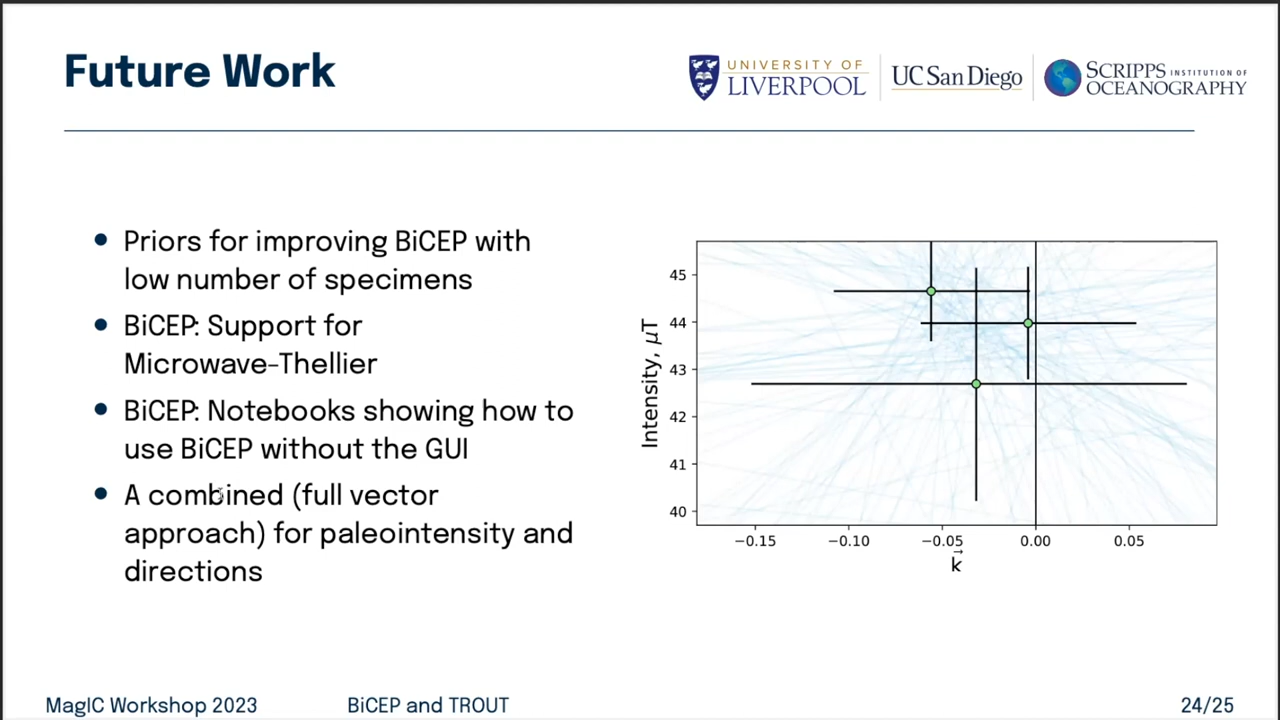 Future Work
UNIVERSITY OF
LIVERPOOL
UC San Diego
SCRIPPS INSTITUTION OF
OCEANOGRAPHY
• Priors for improving BiCEP with
low number of specimens
• BiCEP: Support for
Microwave-Thellier
• BiCEP: Notebooks showing how to
use BiCEP without the GUI
• A combined (full vector
approach) for paleointensity and
directions
Intensity, μT
45
44
43
42
41
40
−0.15 −0.10 −0.05 0.00 0.05
k⃗
MagIC Workshop 2023 BiCEP and TROUT 24/25